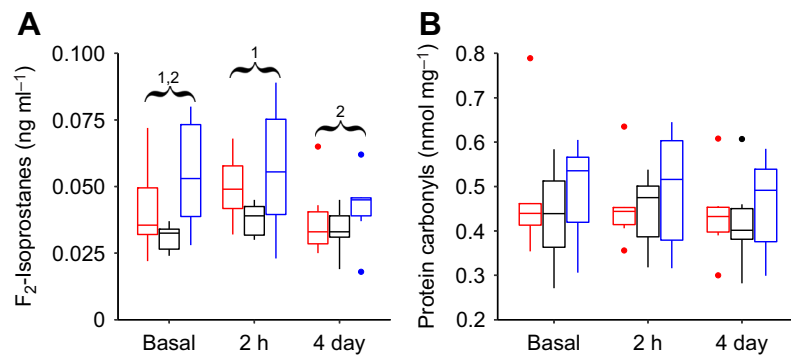 A
F₂-Isoprostanes (ng ml⁻¹)
0.100
0.075
0.050
0.025
0
1,2
1
2
Basal
2 h
4 day
B
Protein carbonyls (nmol mg⁻¹)
0.9
0.8
0.7
0.6
0.5
0.4
0.3
0.2
Basal
2 h
4 day